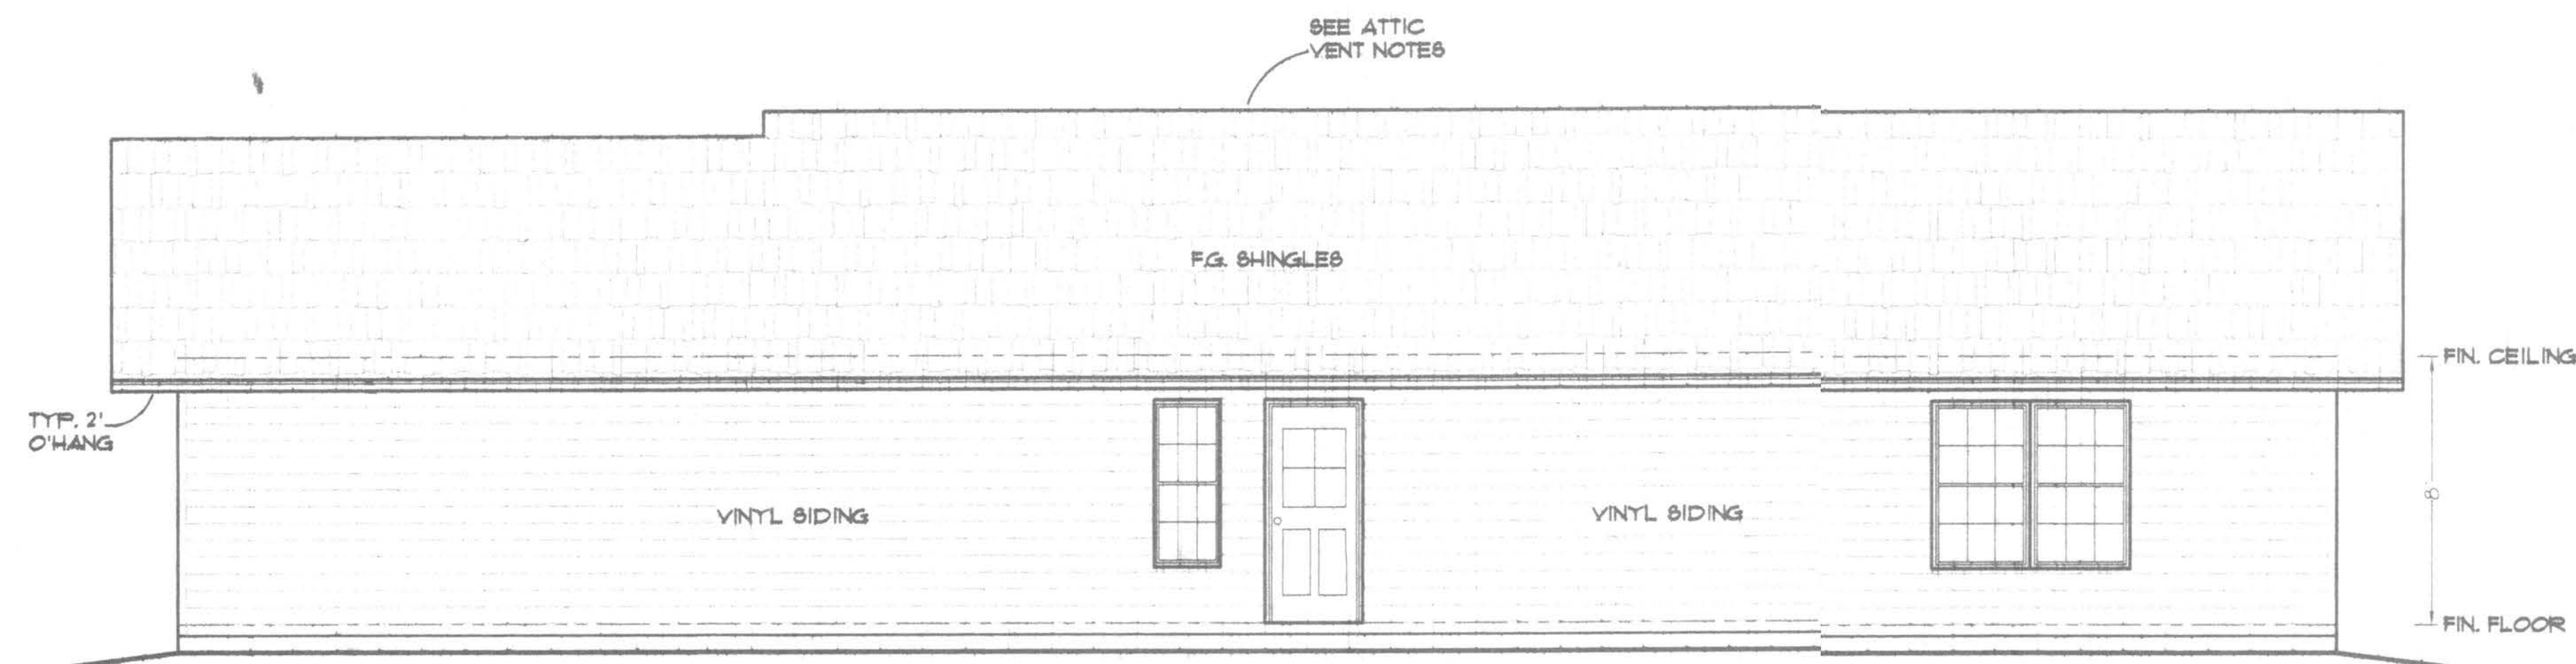 SEE ATTIC
VENT NOTES
F.G. SHINGLES
FIN. CEILING
TYP. 2'
O'HANG
VINYL SIDING
VINYL SIDING
8
FIN. FLOOR